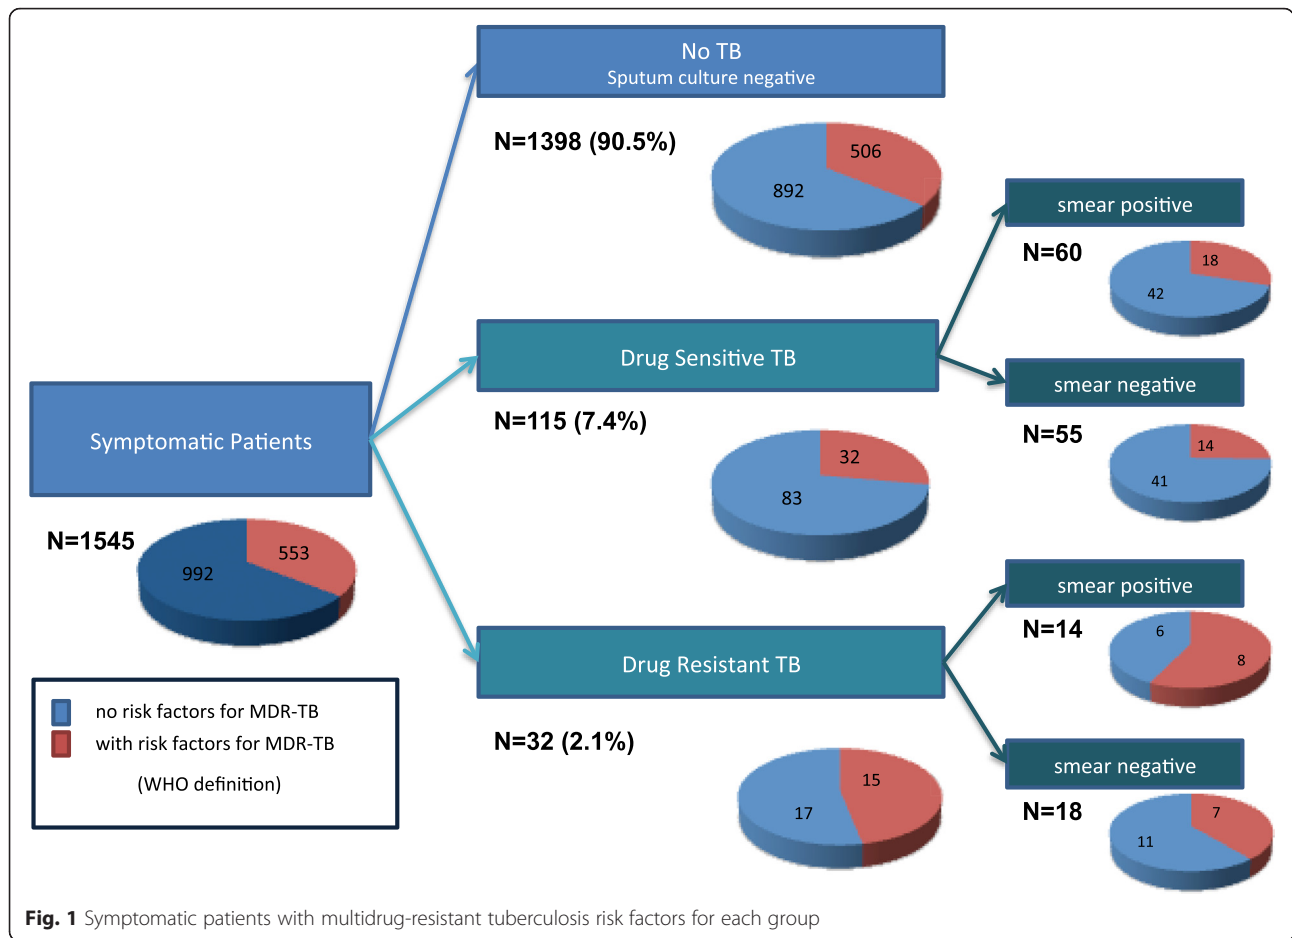 No TB
Sputum culture negative
N=1398 (90.5%)
506
892
smear positive
N=60
18
42
Drug Sensitive TB
N=115 (7.4%)
32
83
smear negative
N=55
14
41
Symptomatic Patients
N=1545
553
992
smear positive
N=14
6
8
Drug Resistant TB
N=32 (2.1%)
15
17
smear negative
N=18
7
11
no risk factors for MDR-TB
with risk factors for MDR-TB
(WHO definition)
Fig. 1 Symptomatic patients with multidrug-resistant tuberculosis risk factors for each group